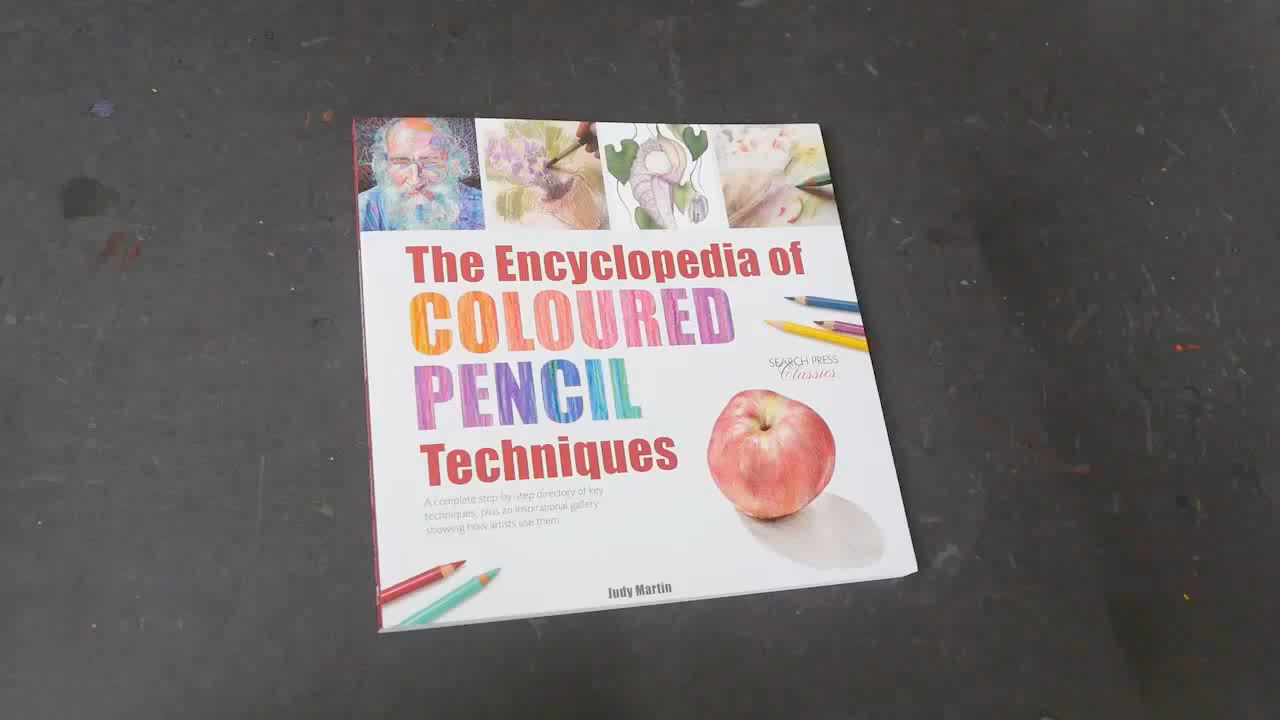 The Encyclopedia of
COLOURED
PENCIL
Techniques
SEARCH PRESS
Classics
A complete step-by-step directory of key
techniques, plus an inspirational gallery
showing how artists use them
Judy Martin